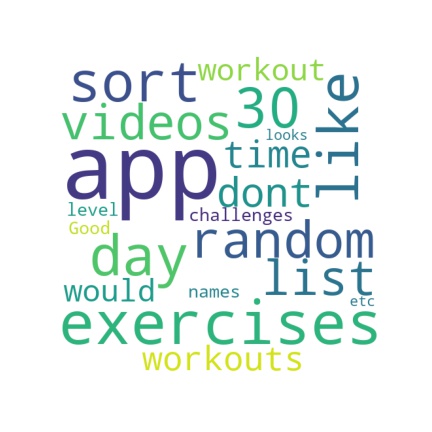 sort workout
videos 30 like
looks
app time
dont
level challenges
Good
day random
would names list
etc
exercises
workouts